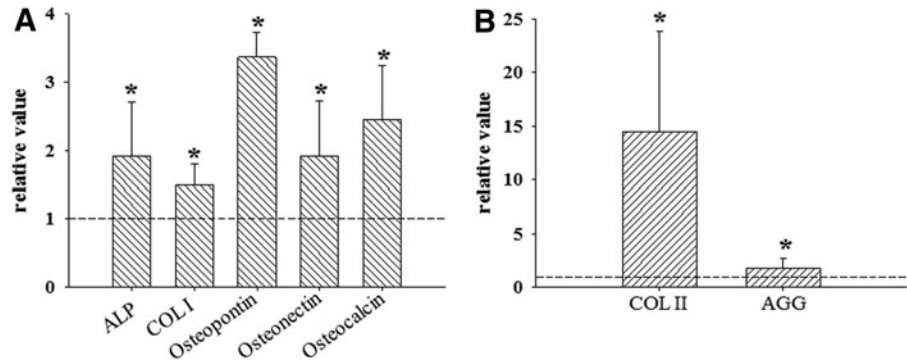 A
relative value
4
3
2
1
0
*
*
*
*
*
ALP
COL I
Osteopontin
Osteonectin
Osteocalcin
B
relative value
25
20
15
10
5
0
*
*
COL II
AGG